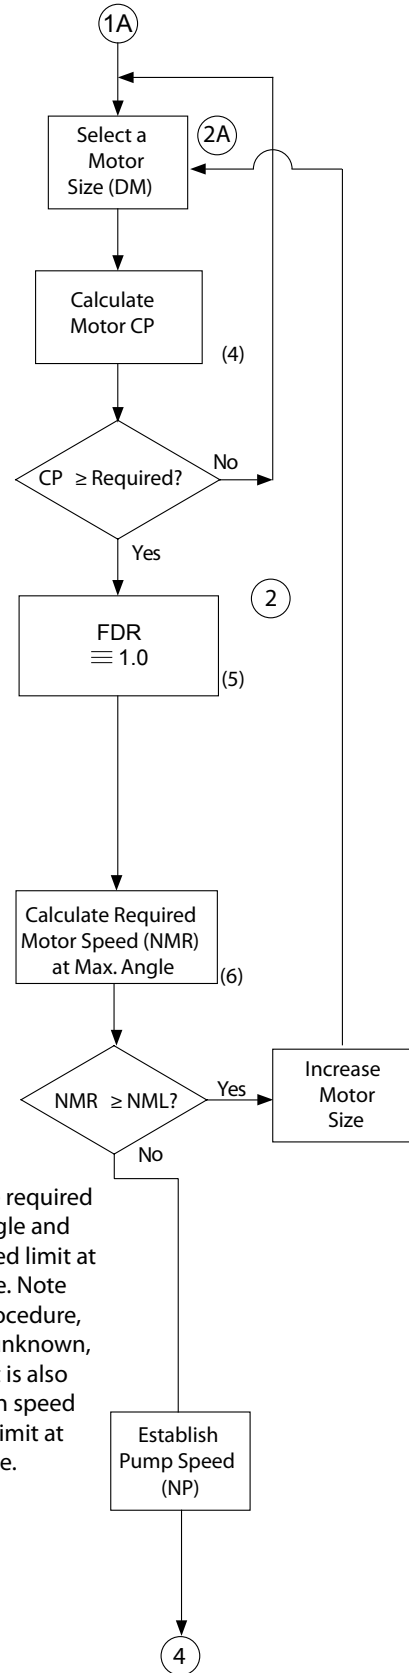 1A
Select a
Motor
Size (DM)
2A
Calculate
Motor CP
(4)
CP ≥ Required?
No
Yes
2
FDR
≡ 1.0
(5)
Calculate Required
Motor Speed (NMR)
at Max. Angle
(6)
NMR ≥ NML?
Yes
Increase
Motor
Size
No
required
gle and
ed limit at
e. Note
ocedure,
unknown,
t is also
n speed
limit at
e.
Establish
Pump Speed
(NP)
4